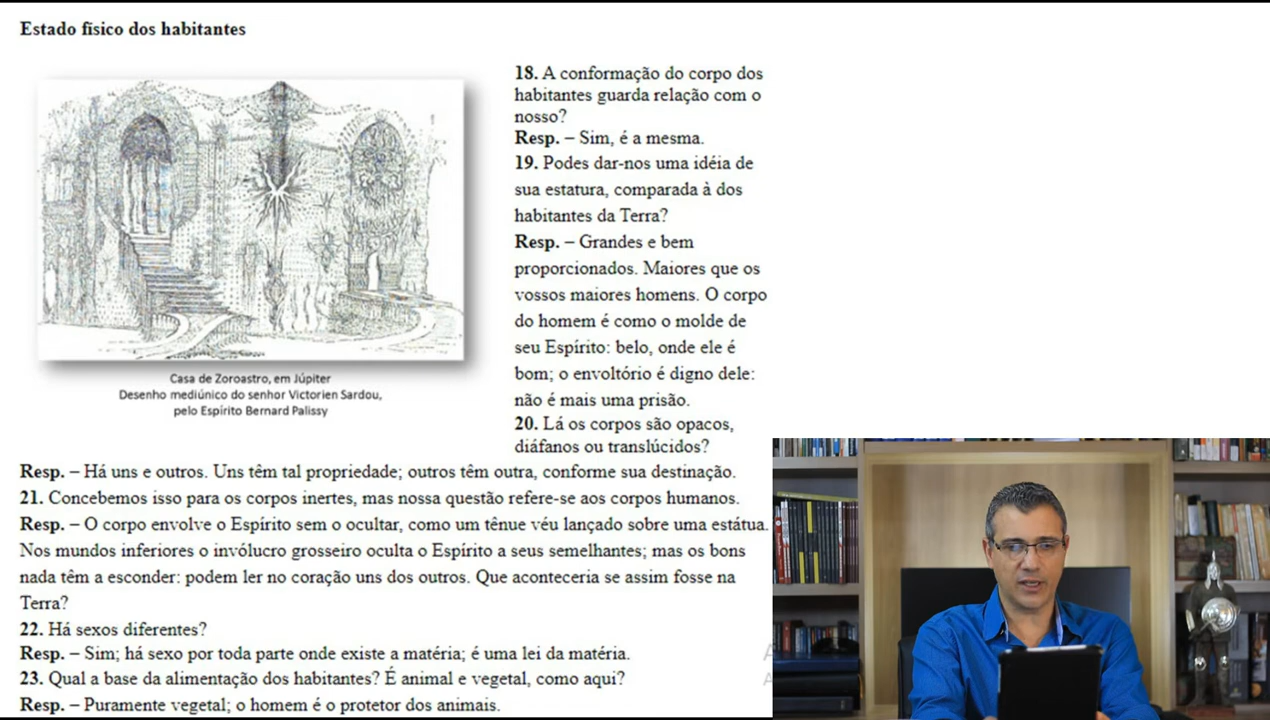 Estado físico dos habitantes
18. A conformação do corpo dos
habitantes guarda relação com o
nosso?
Resp. – Sim, é a mesma.
19. Podes dar-nos uma idéia de
sua estatura, comparada à dos
habitantes da Terra?
Resp. – Grandes e bem
proporcionados. Maiores que os
vossos maiores homens. O corpo
do homem é como o molde de
seu Espírito: belo, onde ele é
bom; o envoltório é digno dele:
não é mais uma prisão.
Casa de Zoroastro, em Júpiter
Desenho mediúnico do senhor Victorien Sardou,
pelo Espírito Bernard Palissy
20. Lá os corpos são opacos,
diáfanos ou translúcidos?
Resp. – Há uns e outros. Uns têm tal propriedade; outros têm outra, conforme sua destinação.
21. Concebemos isso para os corpos inertes, mas nossa questão refere-se aos corpos humanos.
Resp. – O corpo envolve o Espírito sem o ocultar, como um tênue véu lançado sobre uma estátua.
Nos mundos inferiores o invólucro grosseiro oculta o Espírito a seus semelhantes; mas os bons
nada têm a esconder: podem ler no coração uns dos outros. Que aconteceria se assim fosse na
Terra?
22. Há sexos diferentes?
Resp. – Sim; há sexo por toda parte onde existe a matéria; é uma lei da matéria.
23. Qual a base da alimentação dos habitantes? É animal e vegetal, como aqui?
Resp. – Puramente vegetal; o homem é o protetor dos animais.